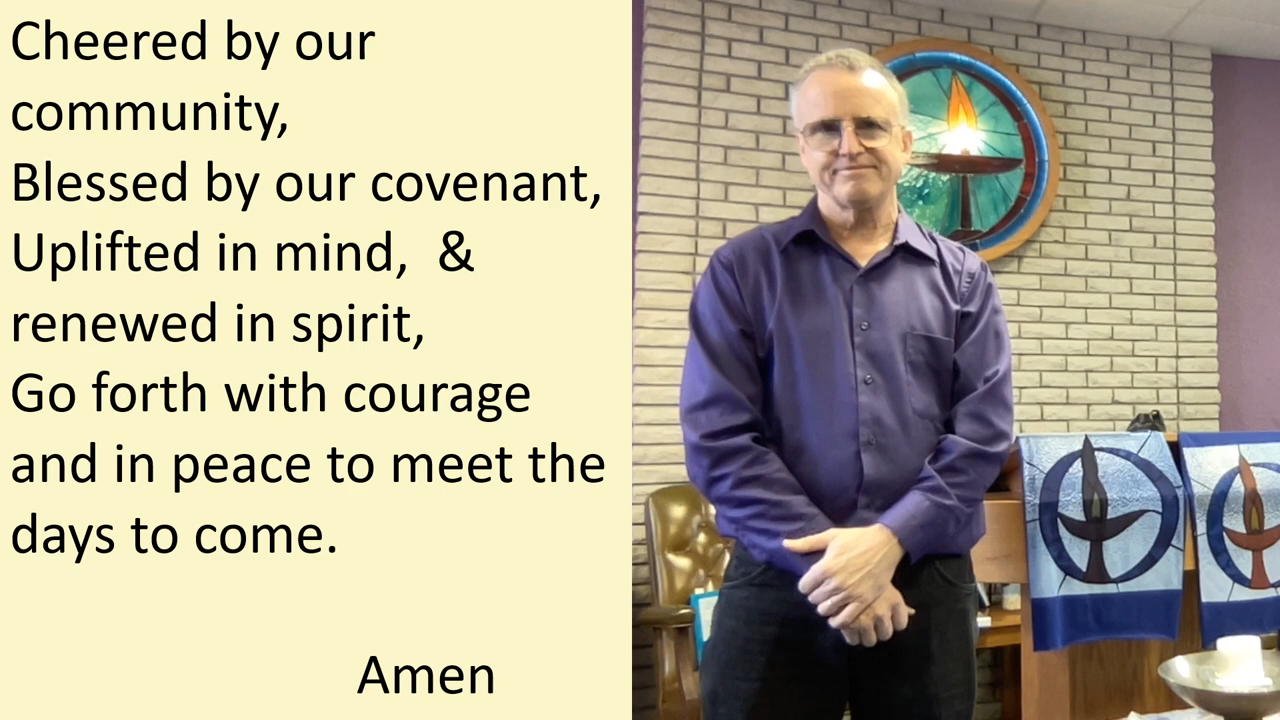 Cheered by our
community,
Blessed by our covenant,
Uplifted in mind,  &
renewed in spirit,
Go forth with courage
and in peace to meet the
days to come.
Amen